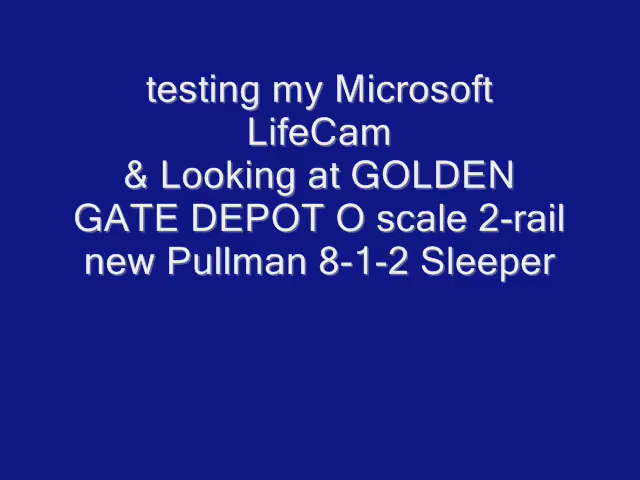 testing my Microsoft
LifeCam
& Looking at GOLDEN
GATE DEPOT O scale 2-rail
new Pullman 8-1-2 Sleeper